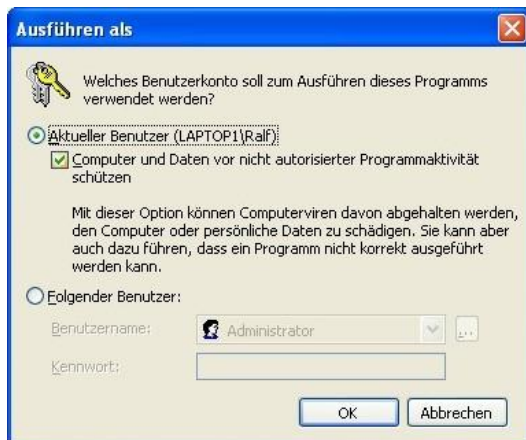 Ausführen als
Welches Benutzerkonto soll zum Ausführen dieses Programms
verwendet werden?
Aktueller Benutzer (LAPTOP1\Ralf)
Computer und Daten vor nicht autorisierter Programmaktivität
schützen
Mit dieser Option können Computerviren davon abgehalten werden,
den Computer oder persönliche Daten zu schädigen. Sie kann aber
auch dazu führen, dass ein Programm nicht korrekt ausgeführt
werden kann.
Folgender Benutzer:
Benutzername:
Administrator
...
Kennwort:
OK
Abbrechen